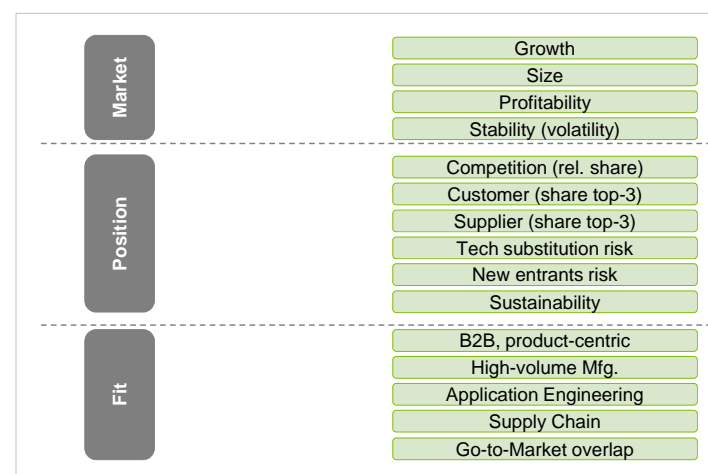 Market
Growth
Size
Profitability
Stability (volatility)
Position
Competition (rel. share)
Customer (share top-3)
Supplier (share top-3)
Tech substitution risk
New entrants risk
Sustainability
Fit
B2B, product-centric
High-volume Mfg.
Application Engineering
Supply Chain
Go-to-Market overlap